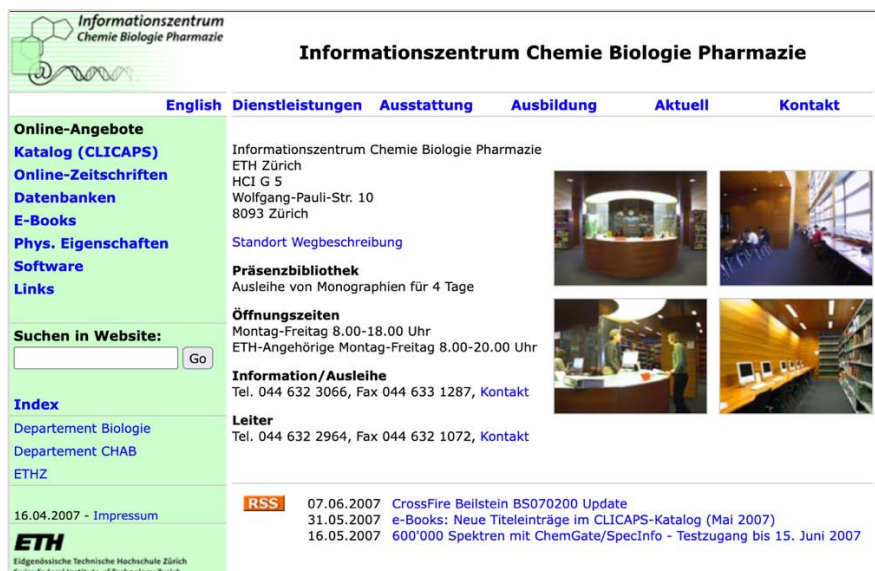 Informationszentrum
Chemie Biologie Pharmazie
Informationszentrum Chemie Biologie Pharmazie
English Dienstleistungen Ausstattung Ausbildung Aktuell Kontakt
Online-Angebote
Katalog (CLICAPS)
Online-Zeitschriften
Datenbanken
E-Books
Phys. Eigenschaften
Software
Links
Suchen in Website:
Go
Index
Departement Biologie
Departement CHAB
ETHZ
16.04.2007 - Impressum
ETH
Eidgenössische Technische Hochschule Zürich
Swiss Federal Institute of Technology Zurich
Informationszentrum Chemie Biologie Pharmazie
ETH Zürich
HCI G 5
Wolfgang-Pauli-Str. 10
8093 Zürich
Standort Wegbeschreibung
Präsenzbibliothek
Ausleihe von Monographien für 4 Tage
Öffnungszeiten
Montag-Freitag 8.00-18.00 Uhr
ETH-Angehörige Montag-Freitag 8.00-20.00 Uhr
Information/Ausleihe
Tel. 044 632 3066, Fax 044 633 1287, Kontakt
Leiter
Tel. 044 632 2964, Fax 044 632 1072, Kontakt
RSS 07.06.2007 CrossFire Beilstein BS070200 Update
31.05.2007 e-Books: Neue Titeleinträge im CLICAPS-Katalog (Mai 2007)
16.05.2007 600'000 Spektren mit ChemGate/SpecInfo - Testzugang bis 15. Juni 2007